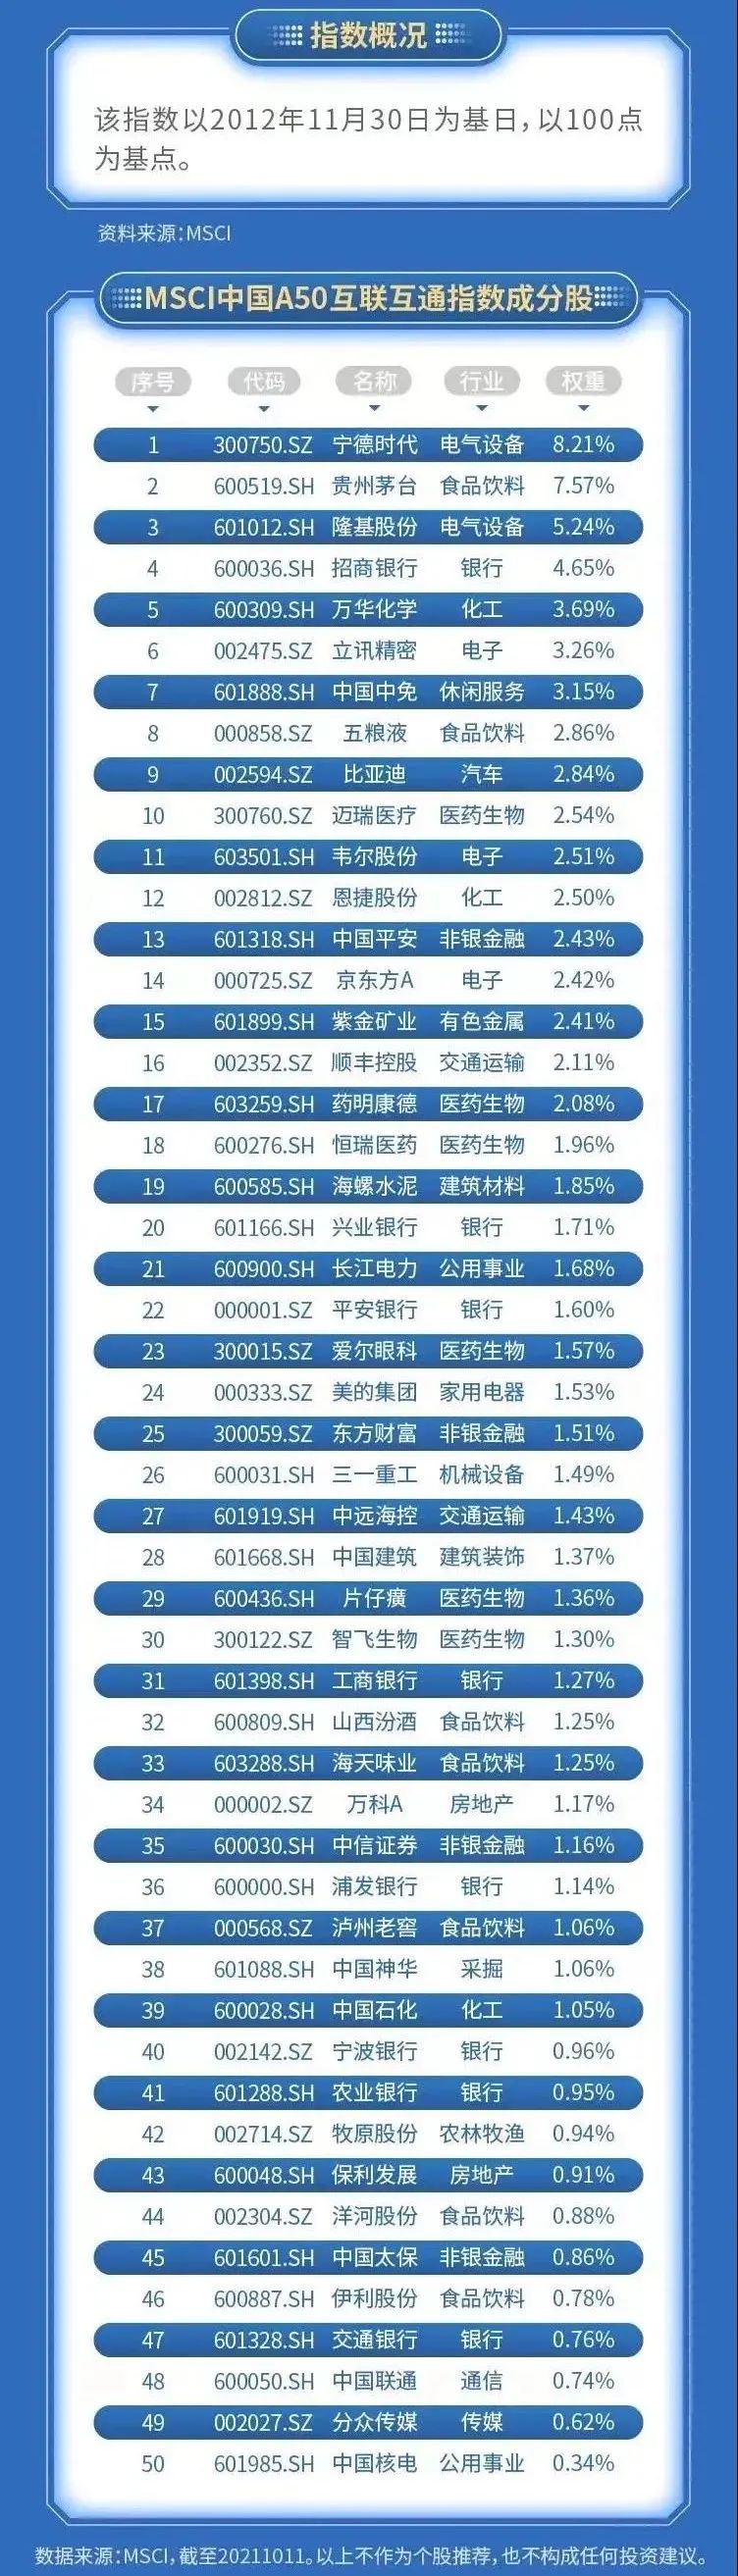 指数概况
该指数以2012年11月30日为基日，以100点
为基点。
资料来源：MSCI
MSCI中国A50互联互通指数成分股
序号 代码 名称 行业 权重
1 300750.SZ 宁德时代 电气设备 8.21%
2 600519.SH 贵州茅台 食品饮料 7.57%
3 601012.SH 隆基股份 电气设备 5.24%
4 600036.SH 招商银行 银行 4.65%
5 600309.SH 万华化学 化工 3.69%
6 002475.SZ 立讯精密 电子 3.26%
7 601888.SH 中国中免 休闲服务 3.15%
8 000858.SZ 五粮液 食品饮料 2.86%
9 002594.SZ 比亚迪 汽车 2.84%
10 300760.SZ 迈瑞医疗 医药生物 2.54%
11 603501.SH 韦尔股份 电子 2.51%
12 002812.SZ 恩捷股份 化工 2.50%
13 601318.SH 中国平安 非银金融 2.43%
14 000725.SZ 京东方A 电子 2.42%
15 601899.SH 紫金矿业 有色金属 2.41%
16 002352.SZ 顺丰控股 交通运输 2.11%
17 603259.SH 药明康德 医药生物 2.08%
18 600276.SH 恒瑞医药 医药生物 1.96%
19 600585.SH 海螺水泥 建筑材料 1.85%
20 601166.SH 兴业银行 银行 1.71%
21 600900.SH 长江电力 公用事业 1.68%
22 000001.SZ 平安银行 银行 1.60%
23 300015.SZ 爱尔眼科 医药生物 1.57%
24 000333.SZ 美的集团 家用电器 1.53%
25 300059.SZ 东方财富 非银金融 1.51%
26 600031.SH 三一重工 机械设备 1.49%
27 601919.SH 中远海控 交通运输 1.43%
28 601668.SH 中国建筑 建筑装饰 1.37%
29 600436.SH 片仔癀 医药生物 1.36%
30 300122.SZ 智飞生物 医药生物 1.30%
31 601398.SH 工商银行 银行 1.27%
32 600809.SH 山西汾酒 食品饮料 1.25%
33 603288.SH 海天味业 食品饮料 1.25%
34 000002.SZ 万科A 房地产 1.17%
35 600030.SH 中信证券 非银金融 1.16%
36 600000.SH 浦发银行 银行 1.14%
37 000568.SZ 泸州老窖 食品饮料 1.06%
38 601088.SH 中国神华 采掘 1.06%
39 600028.SH 中国石化 化工 1.05%
40 002142.SZ 宁波银行 银行 0.96%
41 601288.SH 农业银行 银行 0.95%
42 002714.SZ 牧原股份 农林牧渔 0.94%
43 600048.SH 保利发展 房地产 0.91%
44 002304.SZ 洋河股份 食品饮料 0.88%
45 601601.SH 中国太保 非银金融 0.86%
46 600887.SH 伊利股份 食品饮料 0.78%
47 601328.SH 交通银行 银行 0.76%
48 600050.SH 中国联通 通信 0.74%
49 002027.SZ 分众传媒 传媒 0.62%
50 601985.SH 中国核电 公用事业 0.34%
数据来源：MSCI，截至20211011。以上不作为个股推荐，也不构成任何投资建议。